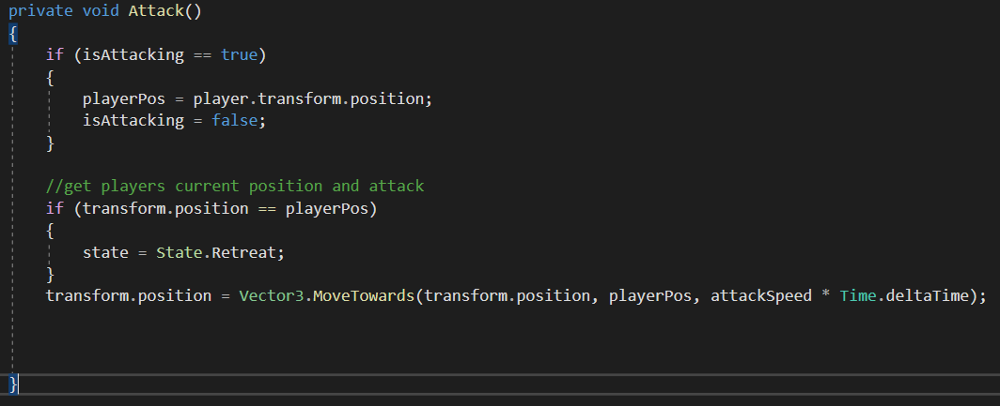 private void Attack()
{
if (isAttacking == true)
{
playerPos = player.transform.position;
isAttacking = false;
}
//get players current position and attack
if (transform.position == playerPos)
{
state = State.Retreat;
}
transform.position = Vector3.MoveTowards(transform.position, playerPos, attackSpeed * Time.deltaTime);
}